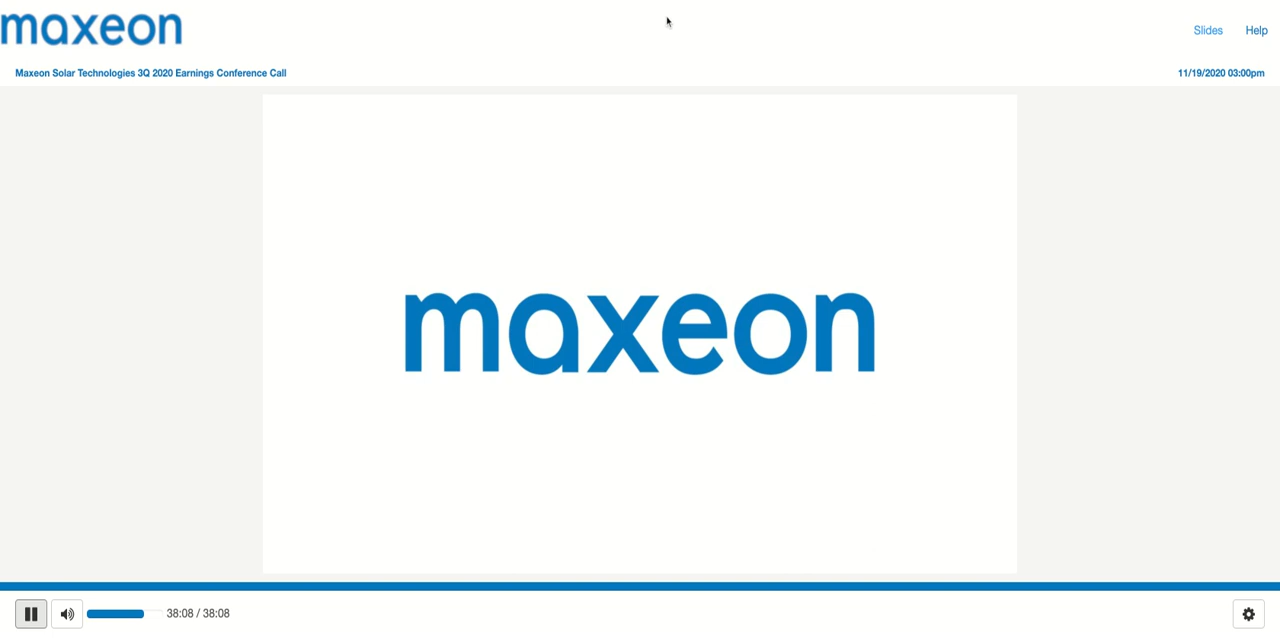 maxeon
Slides Help
Maxeon Solar Technologies 3Q 2020 Earnings Conference Call 11/19/2020 03:00pm
maxeon
38:08 / 38:08